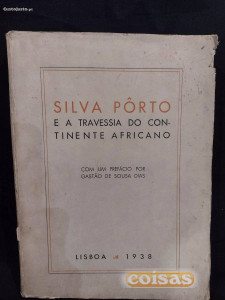 SILVA PÔRTO
E A TRAVESSIA DO CON-
TINENTE AFRICANO
COM UM PREFÁCIO POR
GASTÃO DE SOUSA DIAS
LISBOA 1938
coisas